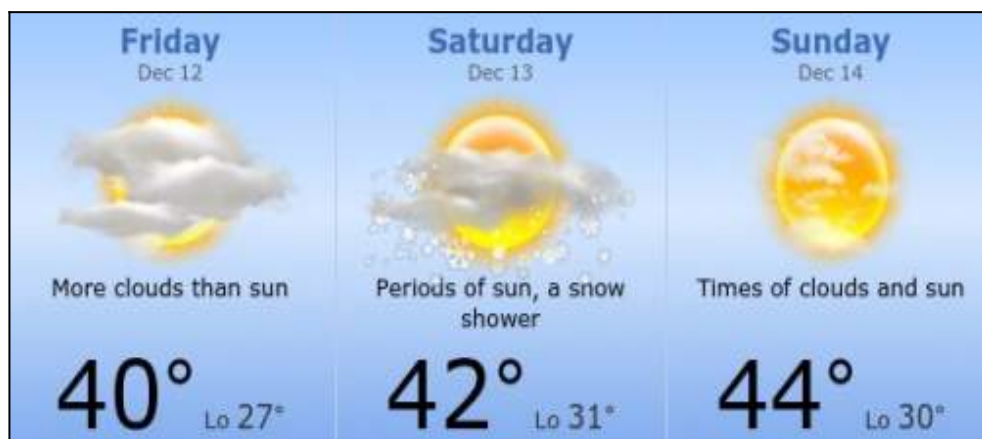 Friday
Dec 12
More clouds than sun
40° Lo 27°
Saturday
Dec 13
Periods of sun, a snow
shower
42° Lo 31°
Sunday
Dec 14
Times of clouds and sun
44° Lo 30°